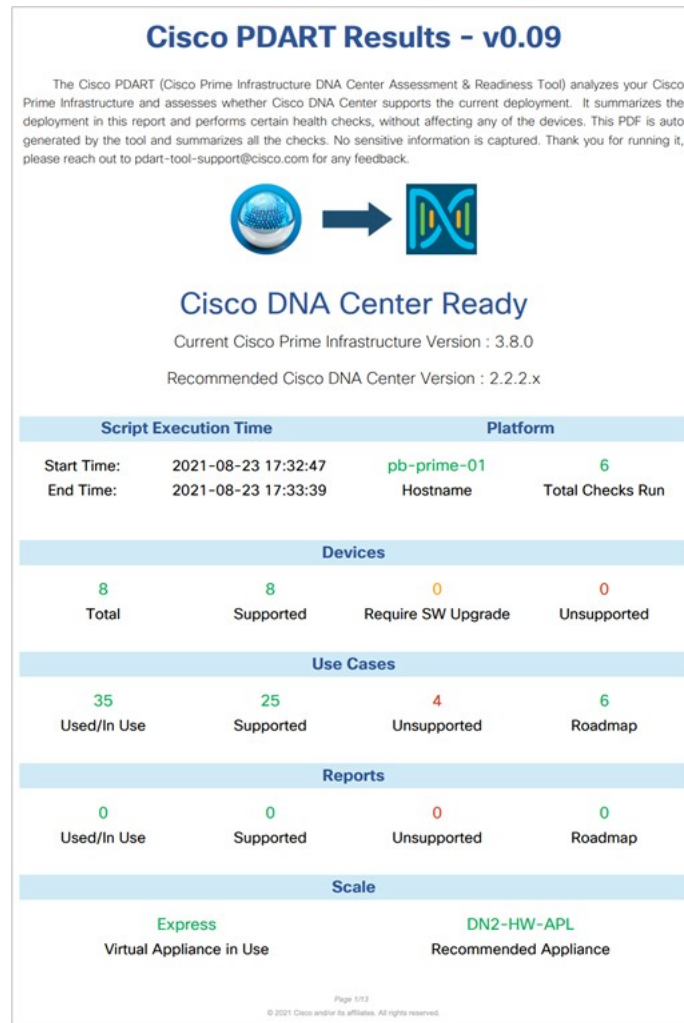 Cisco PDART Results - v0.09
The Cisco PDART (Cisco Prime Infrastructure DNA Center Assessment & Readiness Tool) analyzes your Cisco
Prime Infrastructure and assesses whether Cisco DNA Center supports the current deployment. It summarizes the
deployment in this report and performs certain health checks, without affecting any of the devices. This PDF is auto
generated by the tool and summarizes all the checks. No sensitive information is captured. Thank you for running it,
please reach out to pdart-tool-support@cisco.com for any feedback.
Cisco DNA Center Ready
Current Cisco Prime Infrastructure Version : 3.8.0
Recommended Cisco DNA Center Version : 2.2.2.x
Script Execution Time Platform
Start Time: 2021-08-23 17:32:47 pb-prime-01 6
End Time: 2021-08-23 17:33:39 Hostname Total Checks Run
Devices
8 8 0 0
Total Supported Require SW Upgrade Unsupported
Use Cases
35 25 4 6
Used/In Use Supported Unsupported Roadmap
Reports
0 0 0 0
Used/In Use Supported Unsupported Roadmap
Scale
Express DN2-HW-APL
Virtual Appliance in Use Recommended Appliance
Page 1/13
© 2021 Cisco and/or its affiliates. All rights reserved.